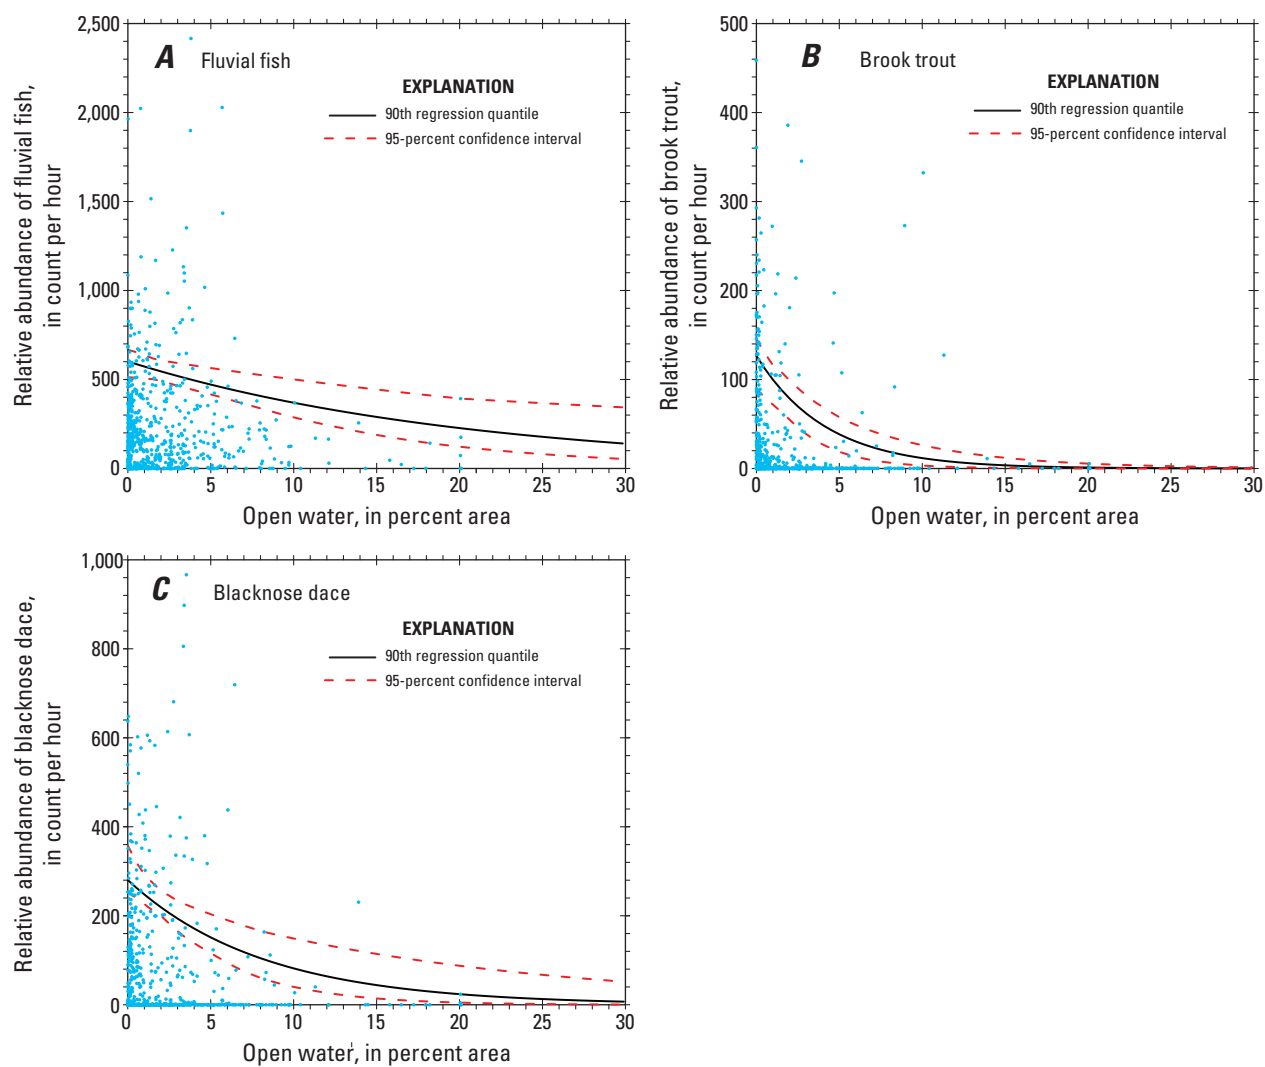 A Fluvial fish
Relative abundance of fluvial fish,
in count per hour
2,500
2,000
1,500
1,000
500
0
EXPLANATION
90th regression quantile
95-percent confidence interval
0 5 10 15 20 25 30
Open water, in percent area
B Brook trout
Relative abundance of brook trout,
in count per hour
500
400
300
200
100
0
EXPLANATION
90th regression quantile
95-percent confidence interval
0 5 10 15 20 25 30
Open water, in percent area
C Blacknose dace
Relative abundance of blacknose dace,
in count per hour
1,000
800
600
400
200
0
EXPLANATION
90th regression quantile
95-percent confidence interval
0 5 10 15 20 25 30
Open water, in percent area